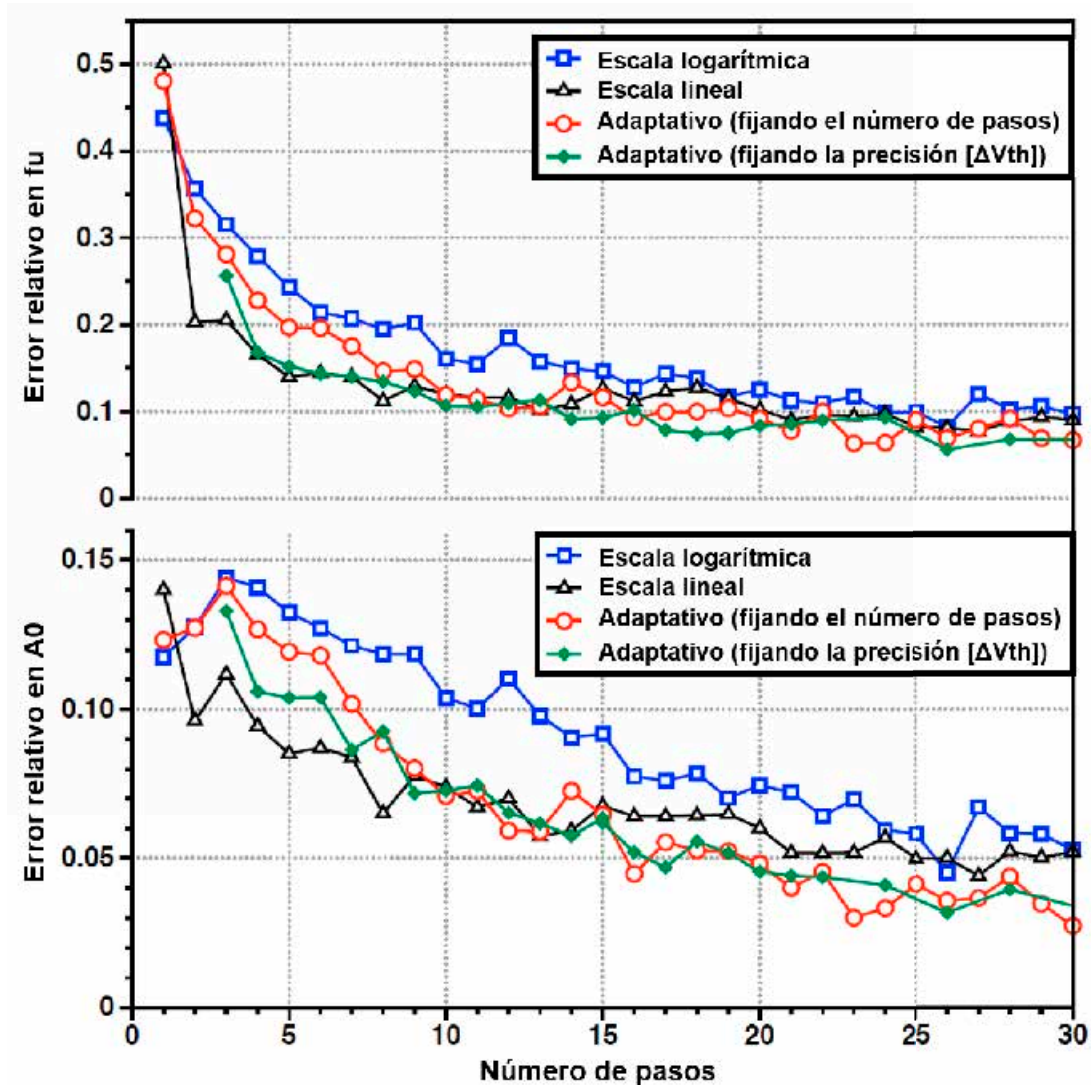 Error relativo en fu
0.5
0.4
0.3
0.2
0.1
0
Escala logarítmica
Escala lineal
Adaptativo (fijando el número de pasos)
Adaptativo (fijando la precisión [ΔVth])
Error relativo en A0
0.15
0.10
0.05
0
Escala logarítmica
Escala lineal
Adaptativo (fijando el número de pasos)
Adaptativo (fijando la precisión [ΔVth])
0 5 10 15 20 25 30
Número de pasos